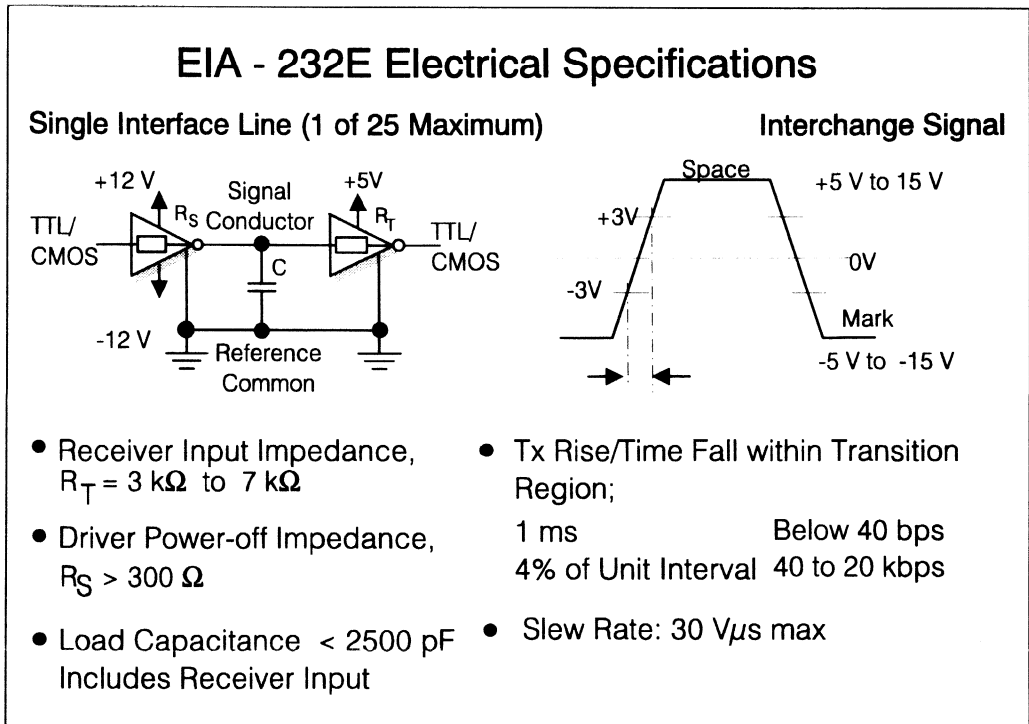 EIA - 232E Electrical Specifications
Single Interface Line (1 of 25 Maximum)
Interchange Signal
+12 V
Signal
Conductor
+5V
RS
RT
TTL/
CMOS
TTL/
CMOS
C
-12 V
Reference
Common
Space
+5 V to 15 V
+3V
0V
-3V
Mark
-5 V to -15 V
● Receiver Input Impedance,
RT = 3 kΩ to 7 kΩ
● Driver Power-off Impedance,
RS > 300 Ω
● Load Capacitance < 2500 pF
Includes Receiver Input
● Tx Rise/Time Fall within Transition
Region;
1 ms Below 40 bps
4% of Unit Interval 40 to 20 kbps
● Slew Rate: 30 Vμs max